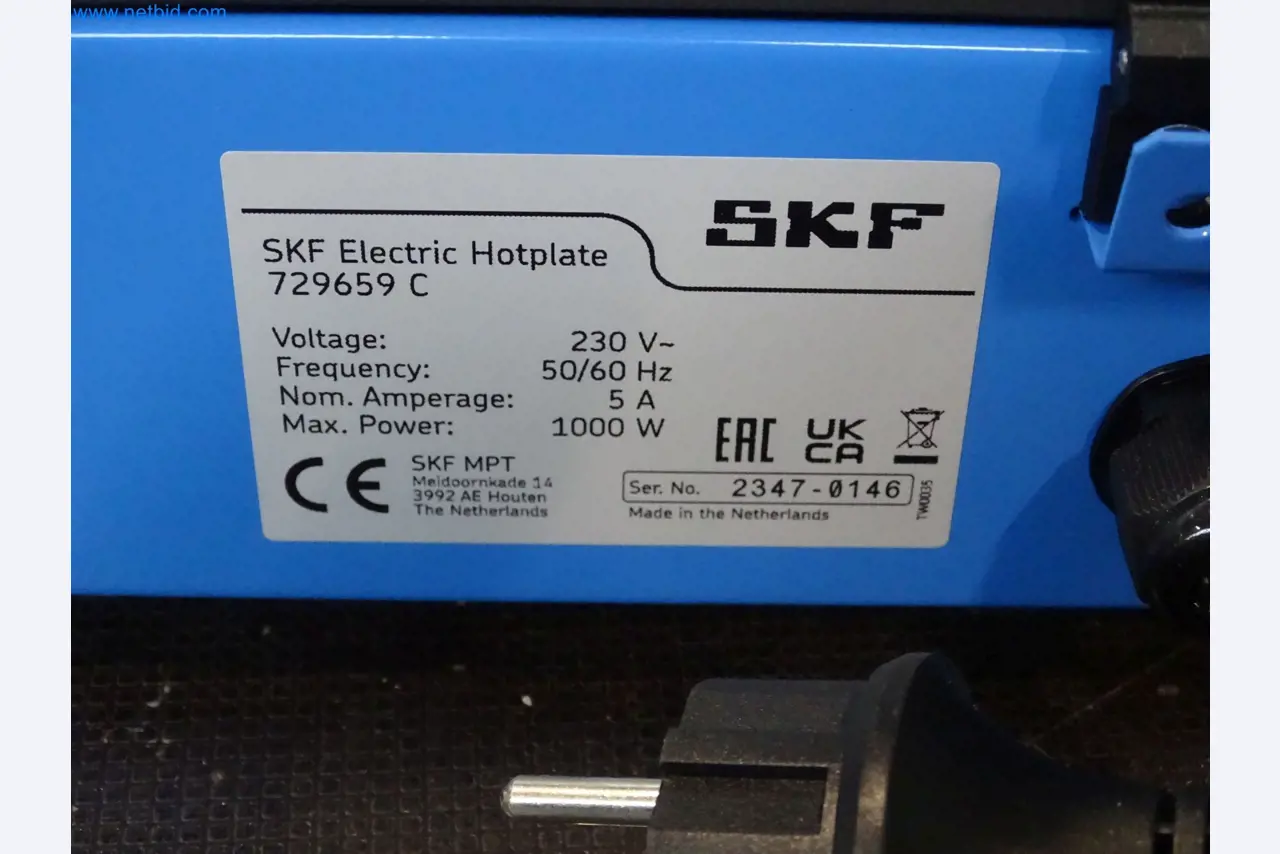 www.netbid.com
SKF
SKF Electric Hotplate
729659 C
Voltage: 230 V~
Frequency: 50/60 Hz
Nom. Amperage: 5 A
Max. Power: 1000 W
CE
SKF MPT
Meidoornkade 14
3992 AE Houten
The Netherlands
EAC
UK
CA
Ser. No. 2347-0146
Made in the Netherlands
TW0035